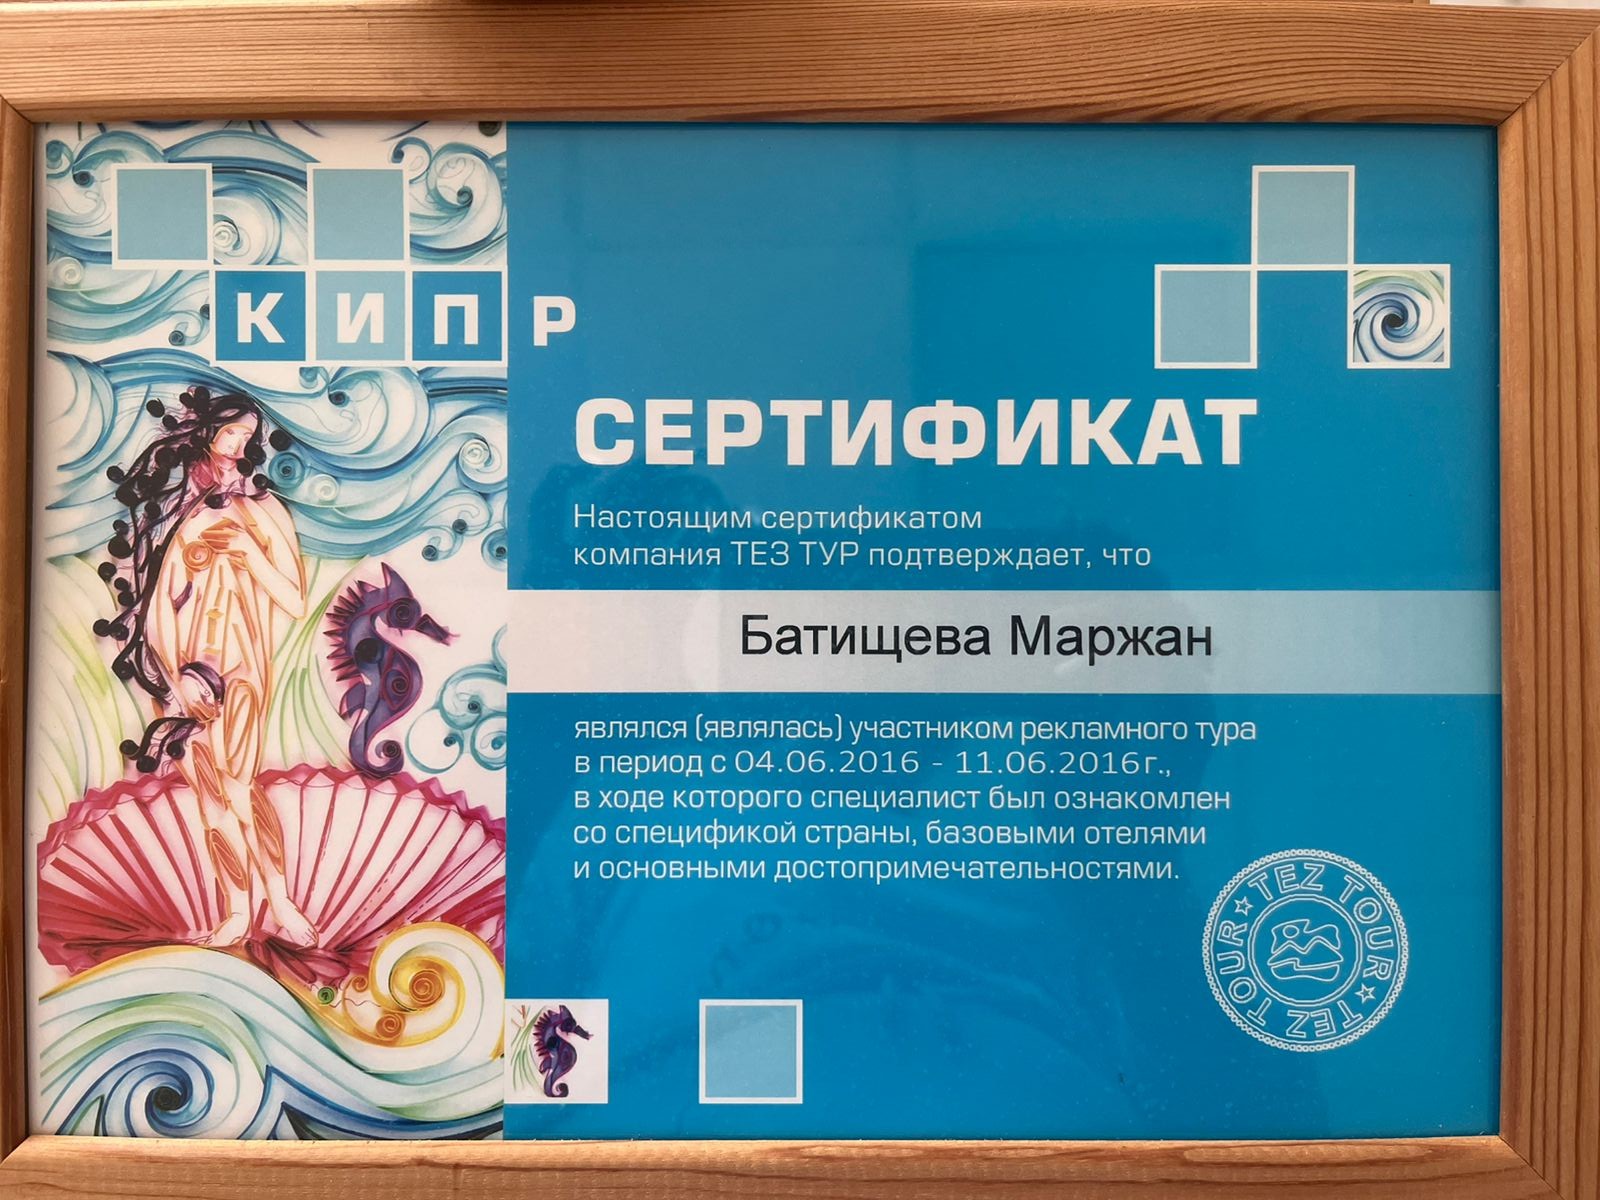 КИПР
СЕРТИФИКАТ
Настоящим сертификатом
компания ТЕЗ ТУР подтверждает, что
Батищева Маржан
являлся (являлась) участником рекламного тура
в период с 04.06.2016 - 11.06.2016г.,
в ходе которого специалист был ознакомлен
со спецификой страны, базовыми отелями
и основными достопримечательностями.
TEZ TOUR ☆ TEZ TOUR ☆